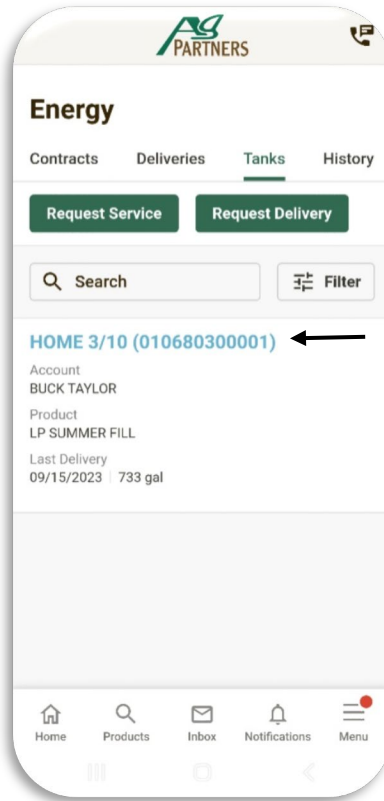 Ag
PARTNERS
Energy
Contracts Deliveries Tanks History
Request Service Request Delivery
Search Filter
HOME 3/10 (010680300001)
Account
BUCK TAYLOR
Product
LP SUMMER FILL
Last Delivery
09/15/2023 | 733 gal
Home Products Inbox Notifications Menu